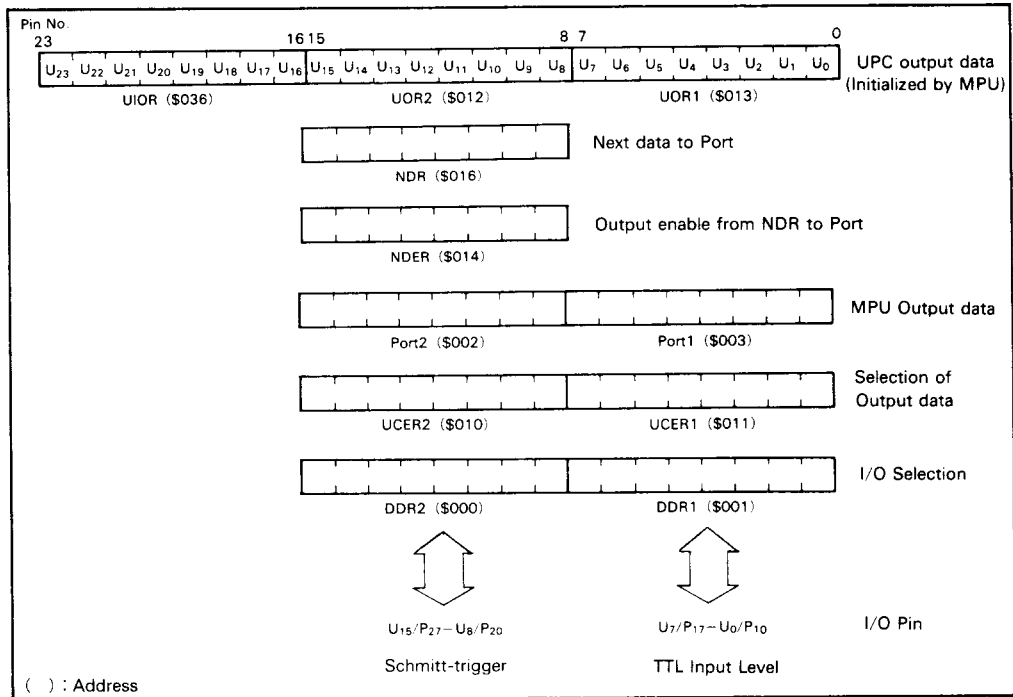 Pin No.
23 16 15 8 7 0
U23 U22 U21 U20 U19 U18 U17 U16 U15 U14 U13 U12 U11 U10 U9 U8 U7 U6 U5 U4 U3 U2 U1 U0
UPC output data
(Initialized by MPU)
UIOR ($036) UOR2 ($012) UOR1 ($013)
Next data to Port
NDR ($016)
Output enable from NDR to Port
NDER ($014)
MPU Output data
Port2 ($002) Port1 ($003)
Selection of
Output data
UCER2 ($010) UCER1 ($011)
I/O Selection
DDR2 ($000) DDR1 ($001)
U15/P27–U8/P20 U7/P17–U0/P10 I/O Pin
Schmitt-trigger TTL Input Level
( ) : Address